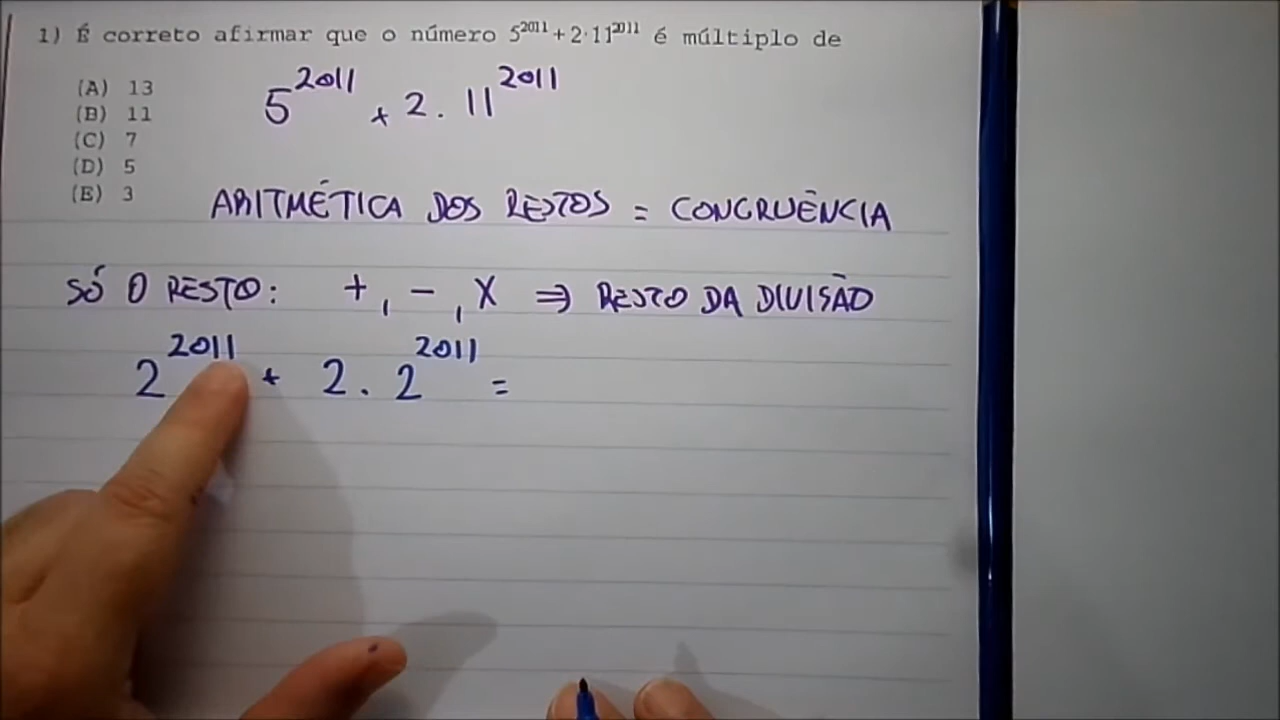 1) É correto afirmar que o número 5²⁰¹¹+2·11²⁰¹¹ é múltiplo de
(A) 13
(B) 11
(C) 7
(D) 5
(E) 3
5²⁰¹¹ + 2 . 11²⁰¹¹
ARITMÉTICA DOS RESTOS = CONGRUÊNCIA
SÓ O RESTO: +, -, X ⇒ RESTO DA DIVISÃO
2²⁰¹¹ + 2 . 2²⁰¹¹ =